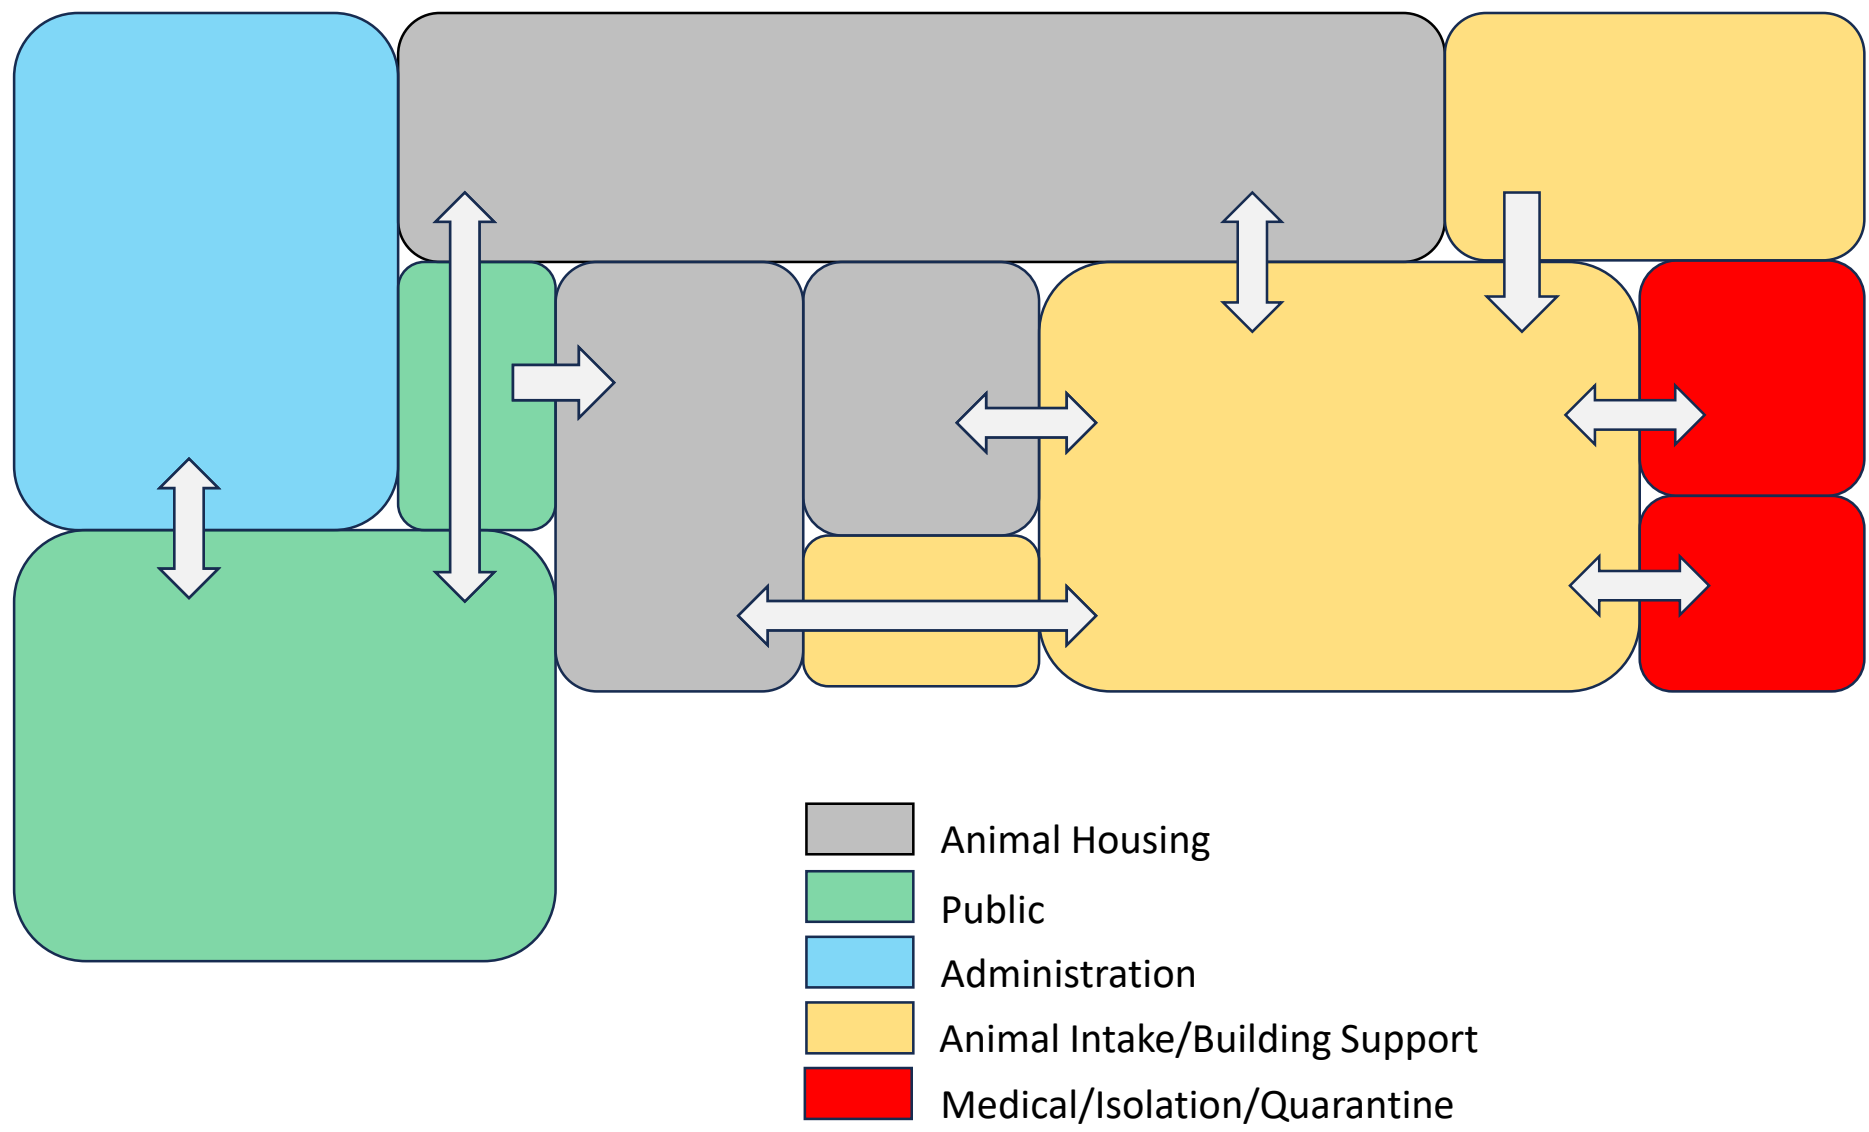 Animal Housing
Public
Administration
Animal Intake/Building Support
Medical/Isolation/Quarantine